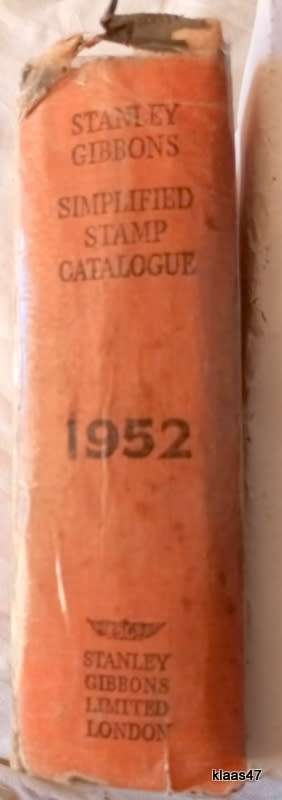 STANLEY
GIBBONS
SIMPLIFIED
STAMP
CATALOGUE
1952
STANLEY
GIBBONS
LIMITED
LONDON
klaas47